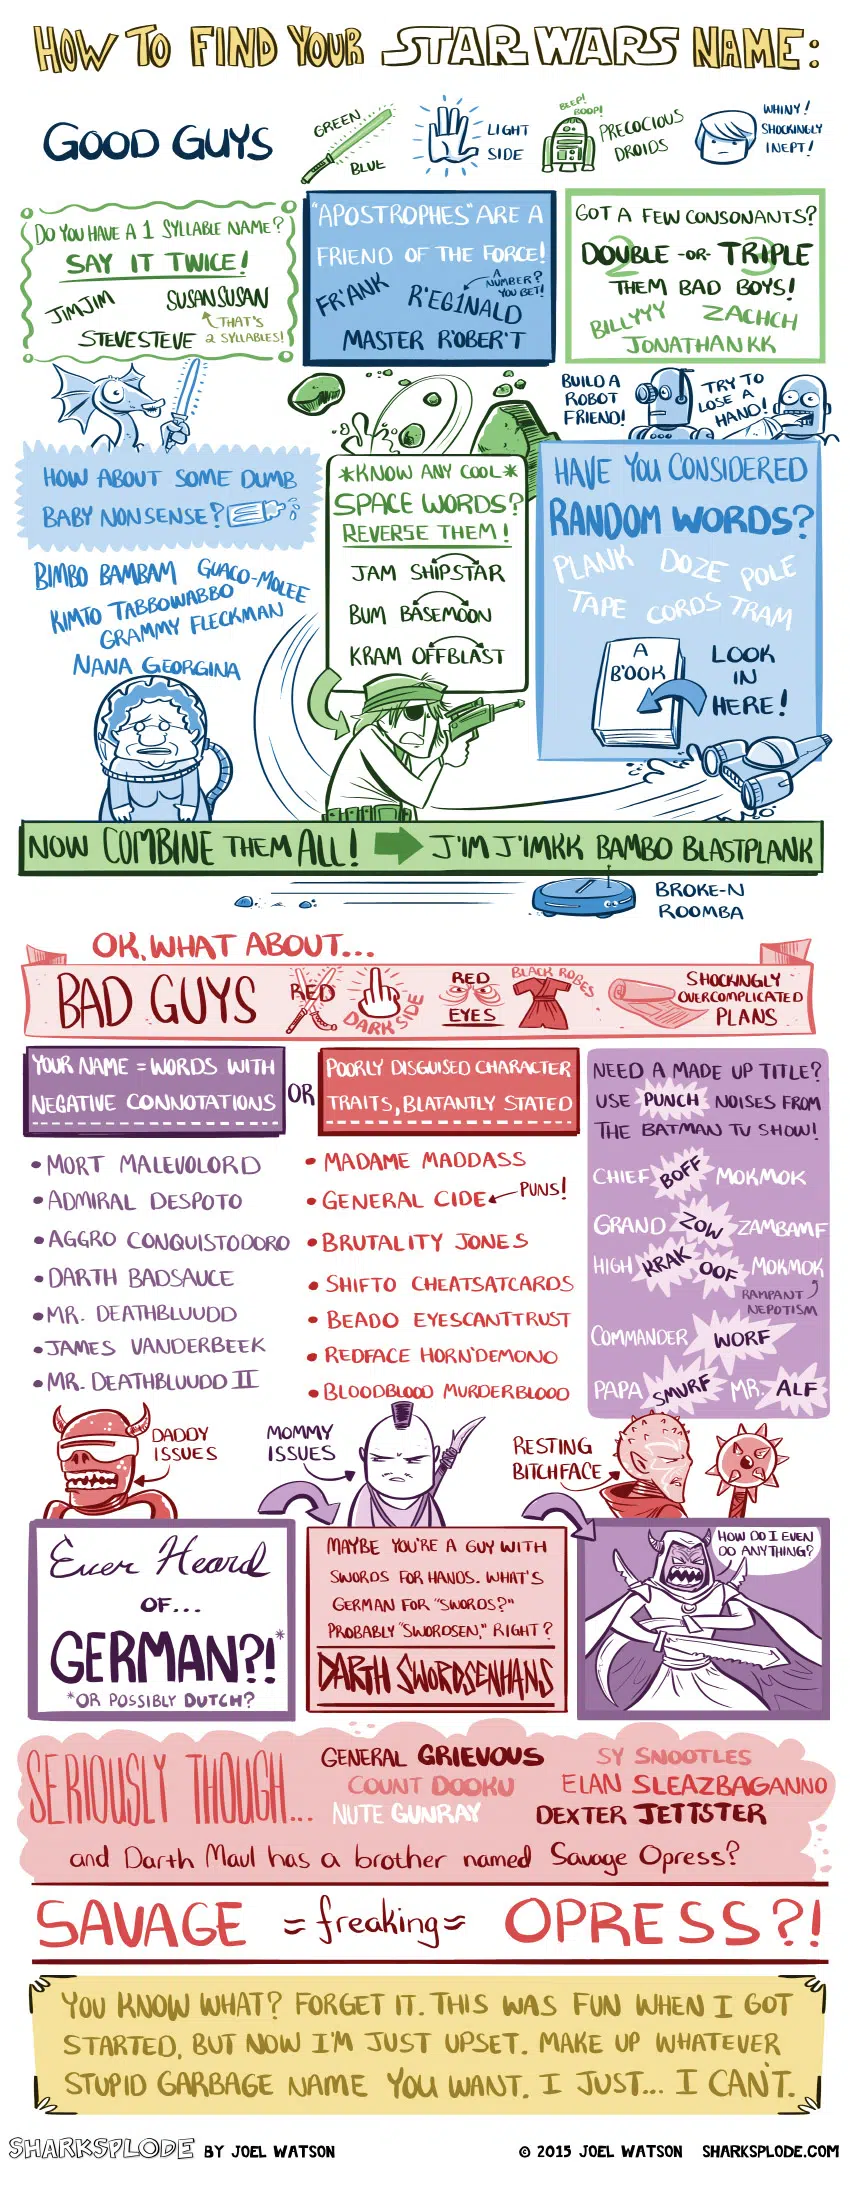 HOW TO FIND YOUR STAR WARS NAME:
GOOD GUYS
GREEN
BLUE
LIGHT
SIDE
BEEP!
BOOP!
PRECOCIOUS
DROIDS
WHINY!
SHOCKINGLY
INEPT!
DO YOU HAVE A 1 SYLLABLE NAME?
SAY IT TWICE!
JIMJIM
SUSANSUSAN
STEVESTEVE
THAT'S
2 SYLLABLES!
"APOSTROPHES" ARE A
FRIEND OF THE FORCE!
FR'ANK
R'EG1NALD
A
NUMBER?
YOU BET!
MASTER R'OBER'T
GOT A FEW CONSONANTS?
2 3
DOUBLE -OR- TRIPLE
THEM BAD BOYS!
BILLYYY
ZACHCH
JONATHANKK
BUILD A
ROBOT
FRIEND!
TRY TO
LOSE A
HAND!
HOW ABOUT SOME DUMB
BABY NONSENSE?
BIMBO BAMBAM
GUACO-MOLEE
KIMTO TABBOWABBO
GRAMMY FLECKMAN
NANA GEORGINA
*KNOW ANY COOL*
SPACE WORDS?
REVERSE THEM!
JAM SHIPSTAR
BUM BASEMOON
KRAM OFFBLAST
HAVE YOU CONSIDERED
RANDOM WORDS?
PLANK DOZE POLE
TAPE CORDS TRAM
A
B'OOK
LOOK
IN
HERE!
NOW COMBINE THEM ALL!
J'IM J'IMKK BAMBO BLASTPLANK
BROKE-N
ROOMBA
OK, WHAT ABOUT...
BAD GUYS
RED
DARK SIDE
RED
EYES
BLACK ROBES
SHOCKINGLY
OVERCOMPLICATED
PLANS
YOUR NAME = WORDS WITH
NEGATIVE CONNOTATIONS
OR
POORLY DISGUISED CHARACTER
TRAITS, BLATANTLY STATED
• MORT MALEVOLORD
• ADMIRAL DESPOTO
• AGGRO CONQUISTODORO
• DARTH BADSAUCE
• MR. DEATHBLUUDD
• JAMES VANDERBEEK
• MR. DEATHBLUUDD II
• MADAME MADDASS
• GENERAL CIDE
PUNS!
• BRUTALITY JONES
• SHIFTO CHEATSATCARDS
• BEADO EYESCANTTRUST
• REDFACE HORN'DEMONO
• BLOODBLOOD MURDERBLOOD
NEED A MADE UP TITLE?
USE PUNCH NOISES FROM
THE BATMAN TV SHOW!
CHIEF BOFF MOKMOK
GRAND ZOW ZAMBAMF
HIGH KRAK OOF MOKMOK
RAMPANT
NEPOTISM
COMMANDER WORF
PAPA SMURF MR. ALF
DADDY
ISSUES
MOMMY
ISSUES
RESTING
BITCHFACE
Ever Heard
OF...
GERMAN?!*
*OR POSSIBLY DUTCH?
MAYBE YOU'RE A GUY WITH
SWORDS FOR HANDS. WHAT'S
GERMAN FOR "SWORDS?"
PROBABLY "SWORDSEN," RIGHT?
DARTH SWORDSENHANS
HOW DO I EVEN
DO ANYTHING?
SERIOUSLY THOUGH...
GENERAL GRIEVOUS
SY SNOOTLES
COUNT DOOKU
ELAN SLEAZBAGANNO
NUTE GUNRAY
DEXTER JETTSTER
and Darth Maul has a brother named Savage Opress?
SAVAGE = freaking = OPRESS?!
YOU KNOW WHAT? FORGET IT. THIS WAS FUN WHEN I GOT
STARTED, BUT NOW I'M JUST UPSET. MAKE UP WHATEVER
STUPID GARBAGE NAME YOU WANT. I JUST... I CAN'T.
SHARKSPLODE BY JOEL WATSON
© 2015 JOEL WATSON SHARKSPLODE.COM